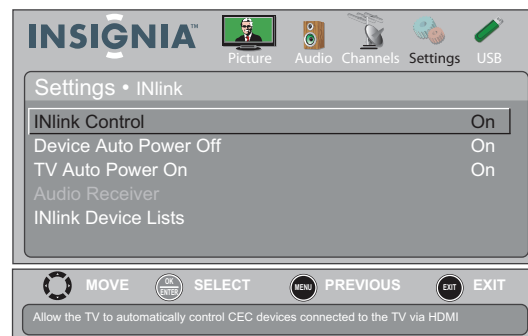 INSIGNIA™
Picture Audio Channels Settings USB
Settings • INlink
INlink Control On
Device Auto Power Off On
TV Auto Power On On
Audio Receiver
INlink Device Lists
MOVE OK ENTER SELECT MENU PREVIOUS EXIT EXIT
Allow the TV to automatically control CEC devices connected to the TV via HDMI